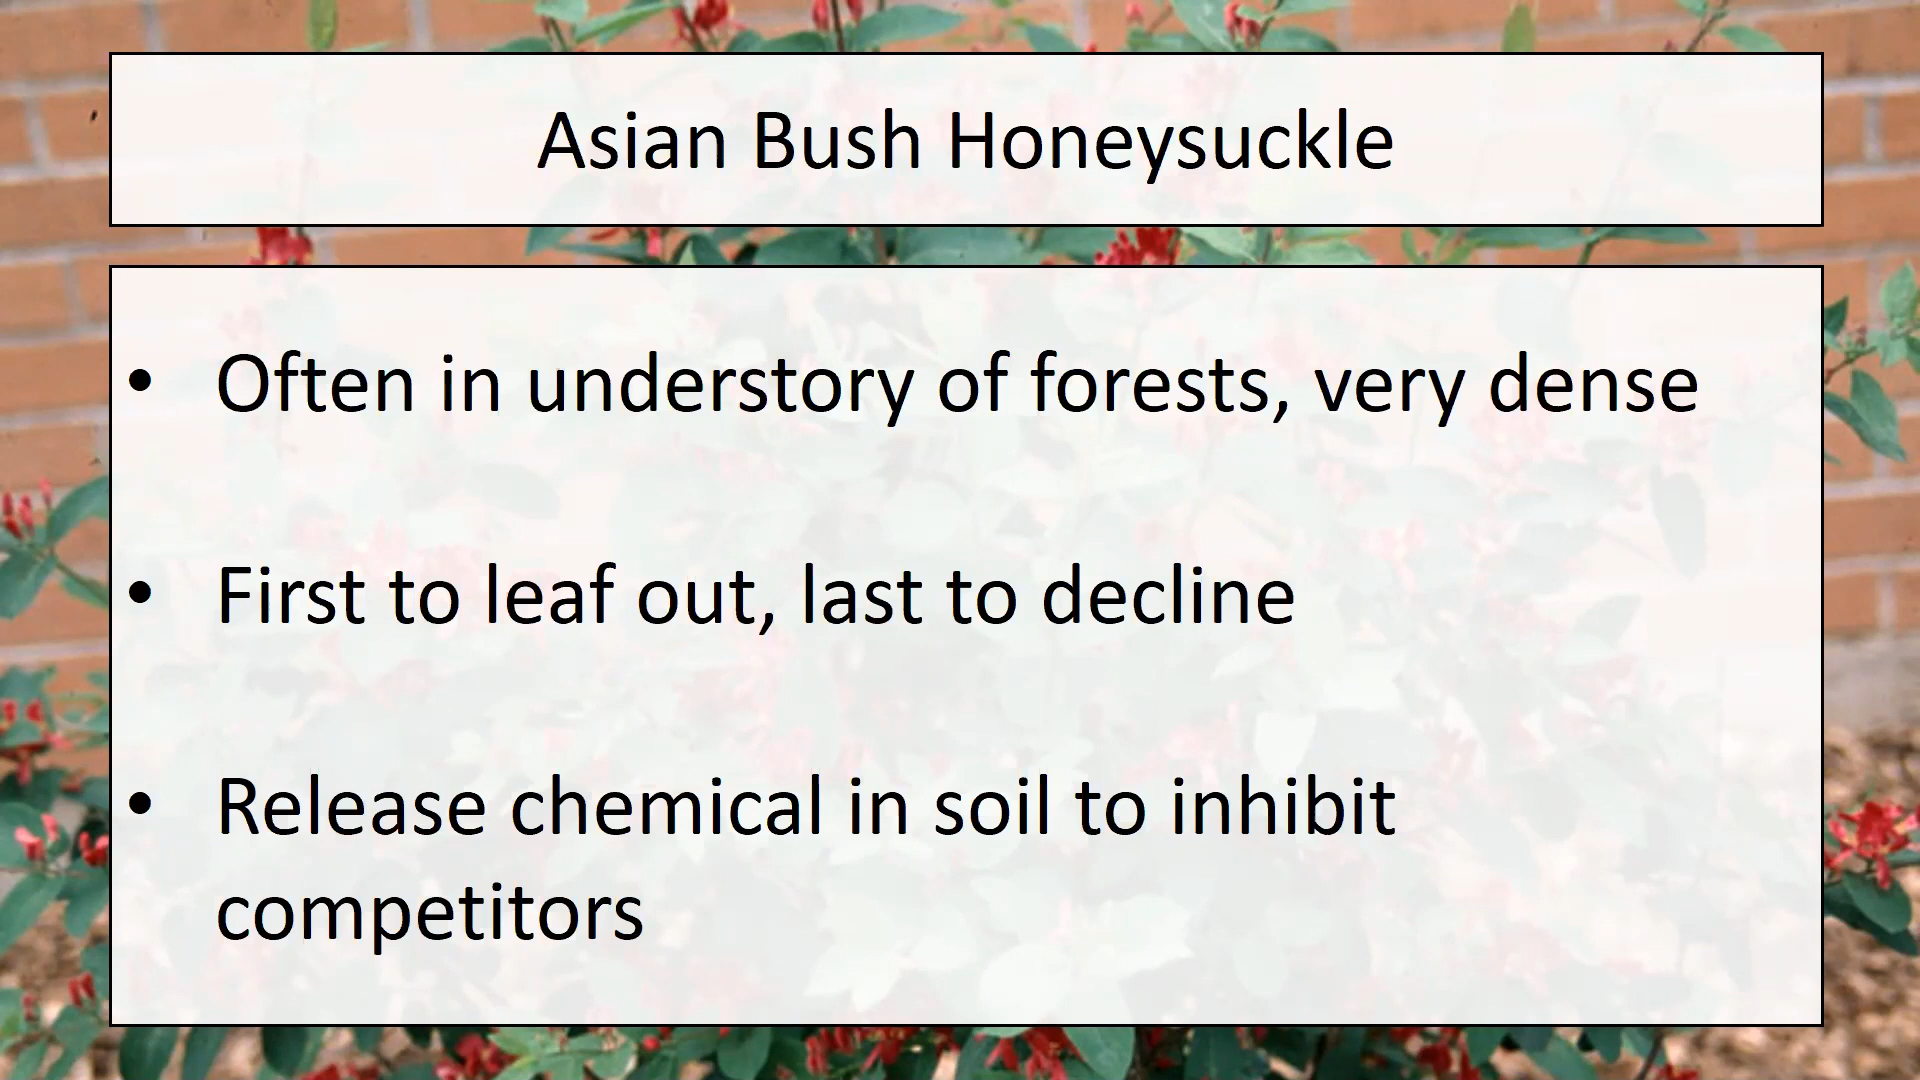 Asian Bush Honeysuckle
• Often in understory of forests, very dense
• First to leaf out, last to decline
• Release chemical in soil to inhibit
competitors